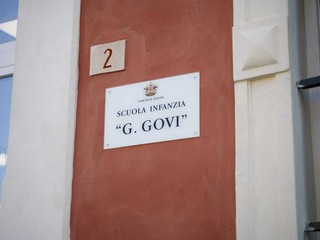 2
SCUOLA INFANZIA
“G. GOVI”